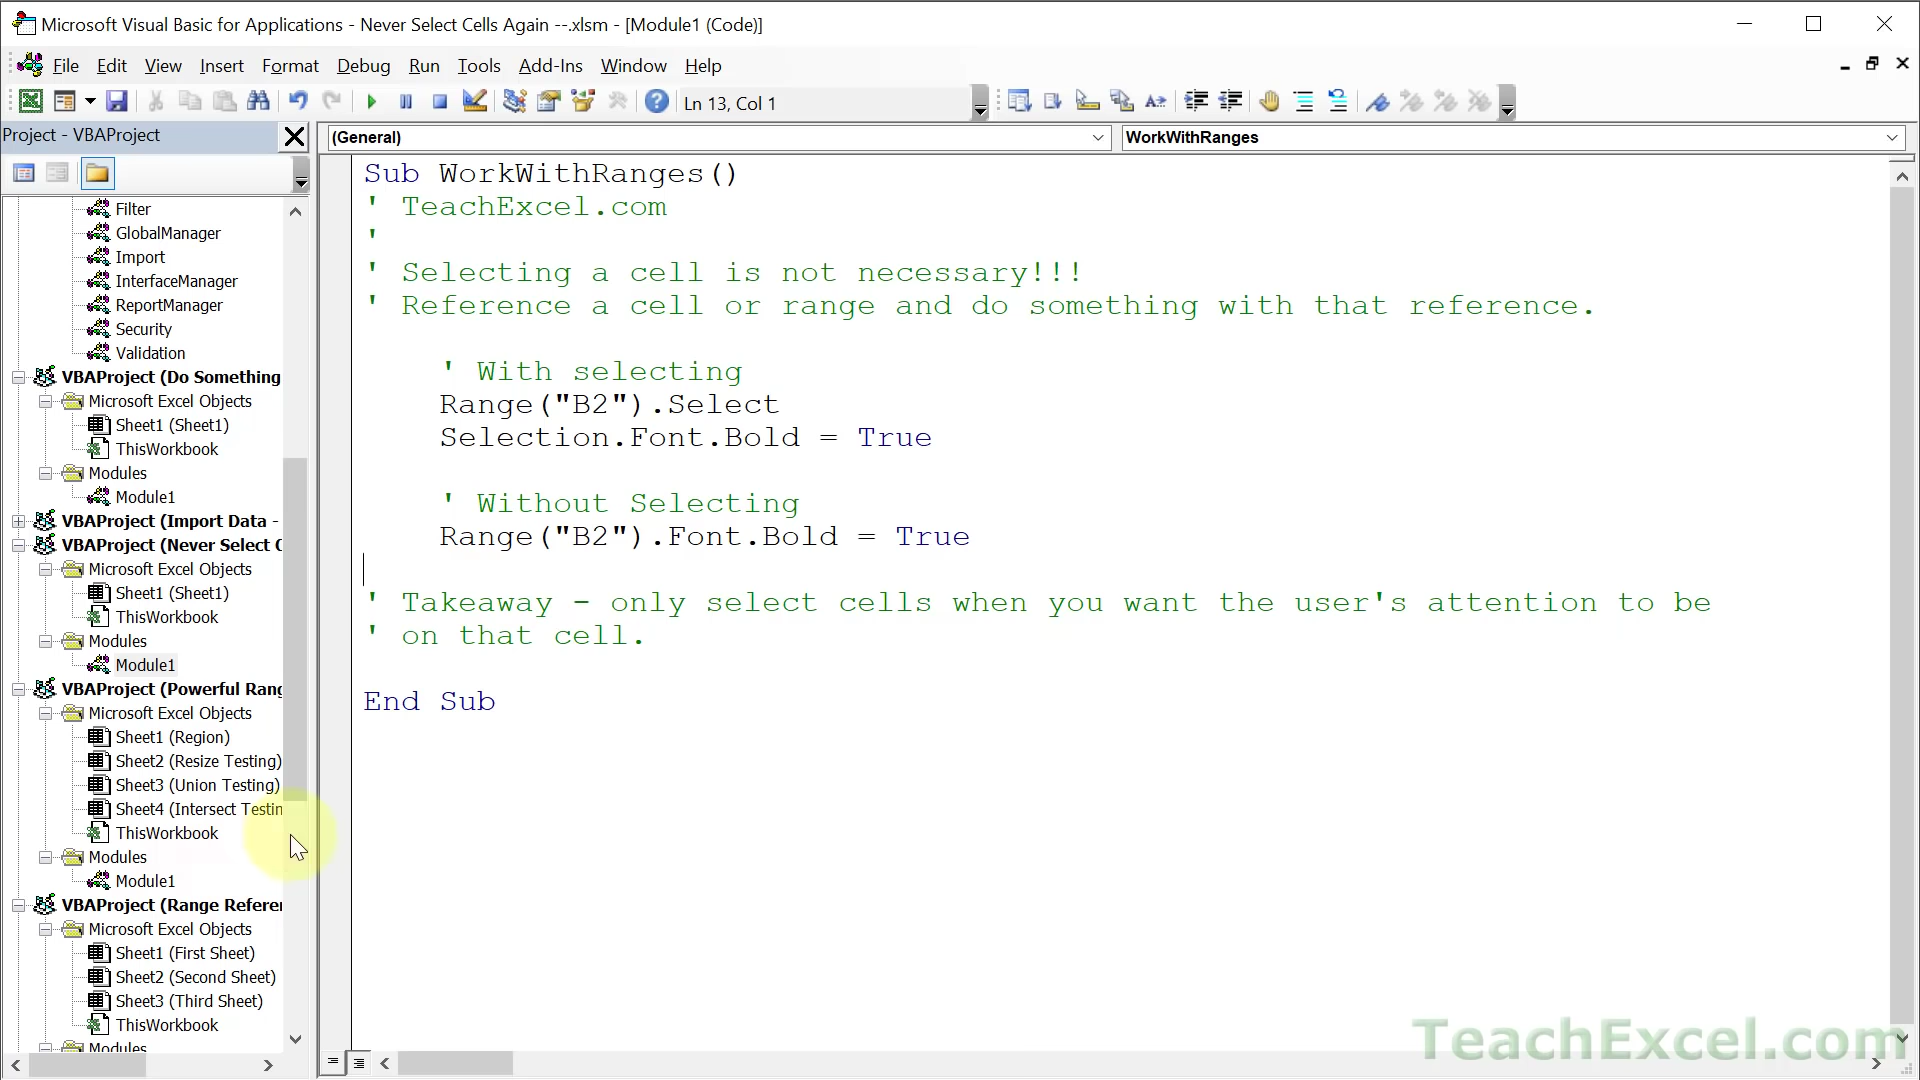 Microsoft Visual Basic for Applications - Never Select Cells Again --.xlsm - [Module1 (Code)]
File Edit View Insert Format Debug Run Tools Add-Ins Window Help
Ln 13, Col 1
Project - VBAProject
(General)
WorkWithRanges
Filter
GlobalManager
Import
InterfaceManager
ReportManager
Security
Validation
VBAProject (Do Something
Microsoft Excel Objects
Sheet1 (Sheet1)
ThisWorkbook
Modules
Module1
VBAProject (Import Data -
VBAProject (Never Select C
Microsoft Excel Objects
Sheet1 (Sheet1)
ThisWorkbook
Modules
Module1
VBAProject (Powerful Rang
Microsoft Excel Objects
Sheet1 (Region)
Sheet2 (Resize Testing)
Sheet3 (Union Testing)
Sheet4 (Intersect Testin
ThisWorkbook
Modules
Module1
VBAProject (Range Referen
Microsoft Excel Objects
Sheet1 (First Sheet)
Sheet2 (Second Sheet)
Sheet3 (Third Sheet)
ThisWorkbook
Modules
Sub WorkWithRanges()
' TeachExcel.com
'
' Selecting a cell is not necessary!!!
' Reference a cell or range and do something with that reference.
' With selecting
Range("B2").Select
Selection.Font.Bold = True
' Without Selecting
Range("B2").Font.Bold = True
' Takeaway - only select cells when you want the user's attention to be
' on that cell.
End Sub
TeachExcel.com